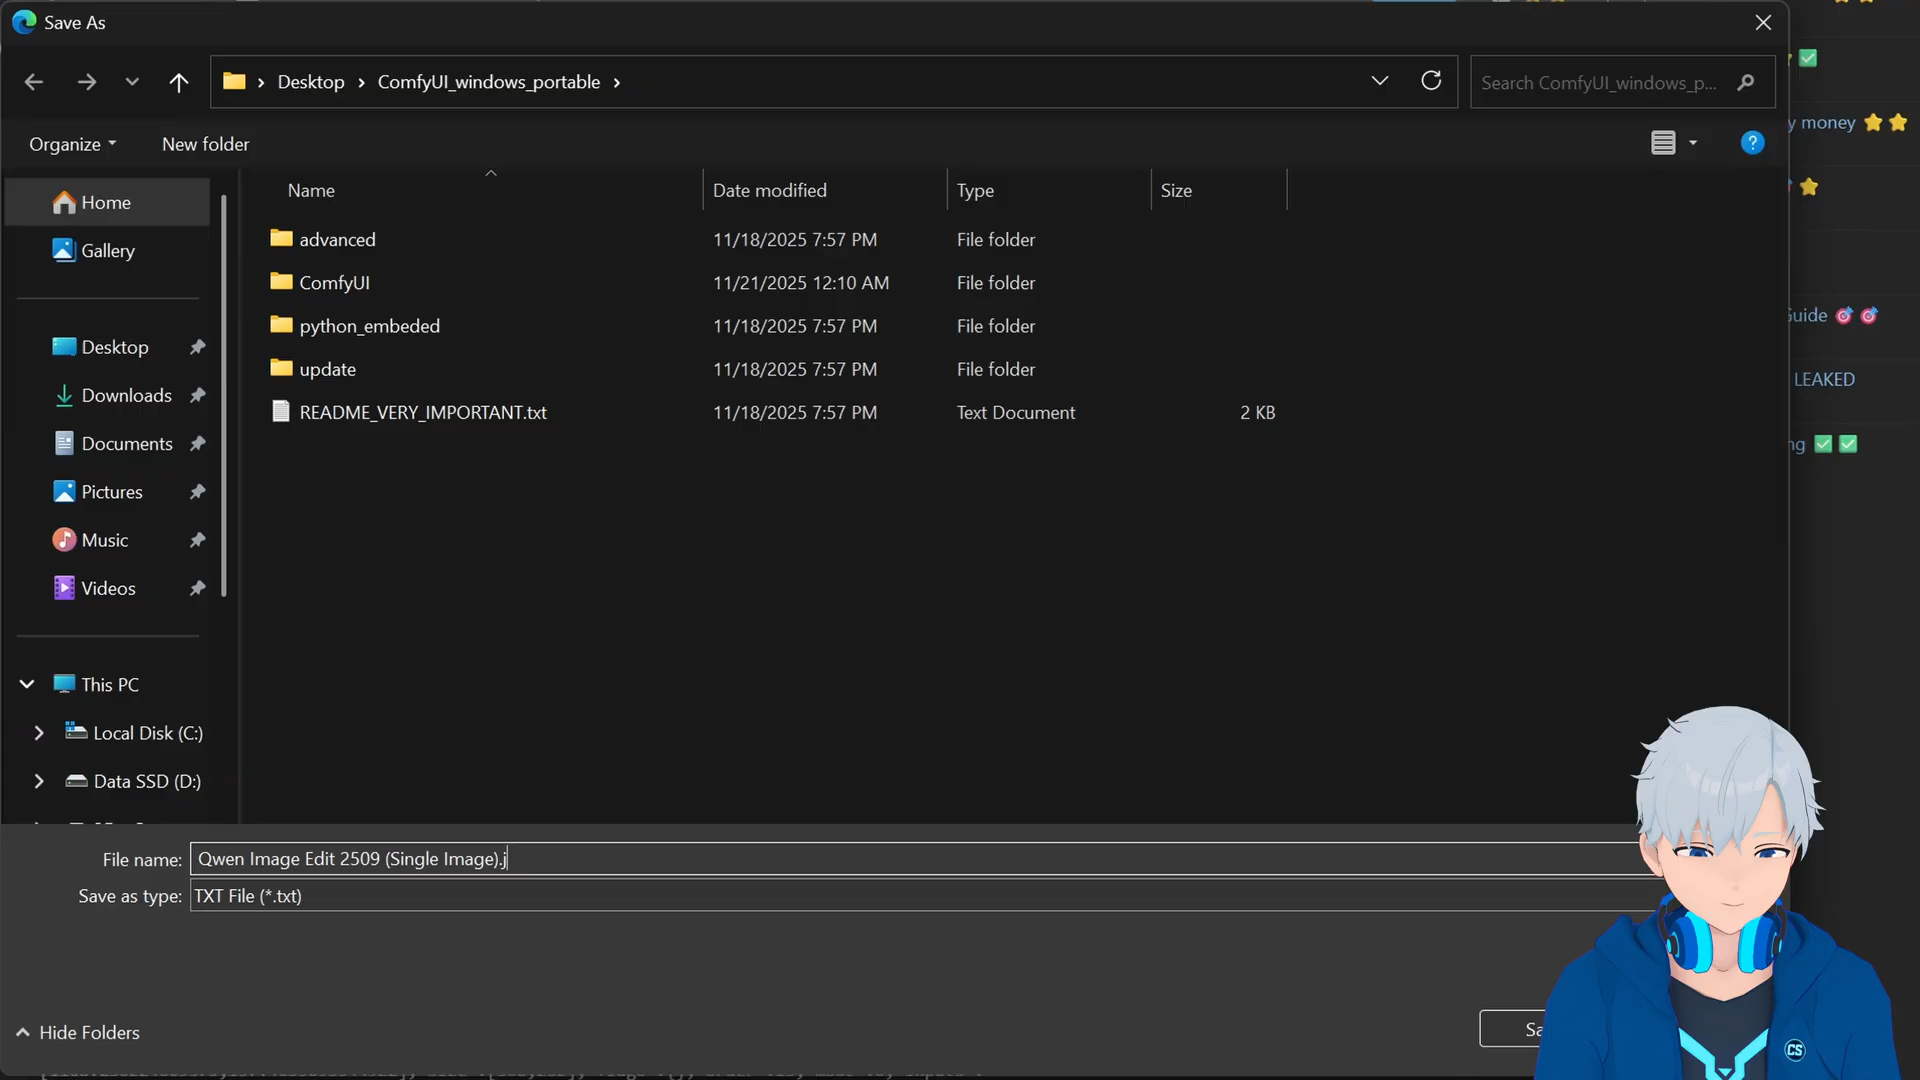 Save As
Desktop
ComfyUI_windows_portable
Search ComfyUI_windows_p...
Organize
New folder
y money
Name
Date modified
Type
Size
Home
Gallery
advanced
11/18/2025 7:57 PM
File folder
ComfyUI
11/21/2025 12:10 AM
File folder
python_embeded
11/18/2025 7:57 PM
File folder
update
11/18/2025 7:57 PM
File folder
README_VERY_IMPORTANT.txt
11/18/2025 7:57 PM
Text Document
2 KB
Guide
LEAKED
ng
Desktop
Downloads
Documents
Pictures
Music
Videos
This PC
Local Disk (C:)
Data SSD (D:)
File name:
Qwen Image Edit 2509 (Single Image).j
Save as type:
TXT File (*.txt)
Hide Folders
Sa
CS